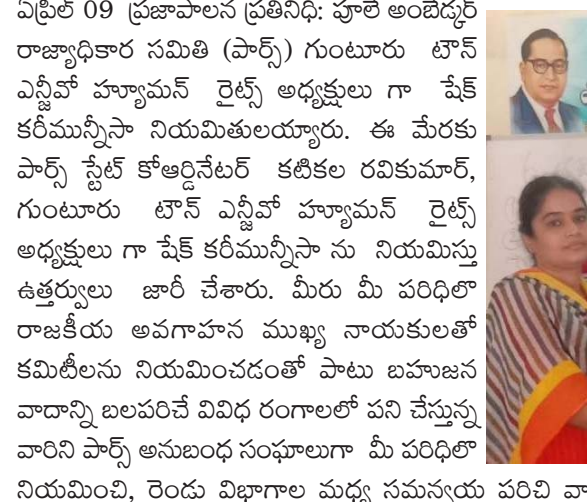 ఏప్రిల్ 09 ప్రజాపాలన ప్రతినిధి: పూలే అంబేడ్కర్
రాజ్యాధికార సమితి (పార్స్) గుంటూరు టౌన్
ఎన్జీవో హ్యూమన్ రైట్స్ అధ్యక్షులు గా షేక్
కరీమున్నీసా నియమితులయ్యారు. ఈ మేరకు
పార్స్ స్టేట్ కోఆర్డినేటర్ కటికల రవికుమార్,
గుంటూరు టౌన్ ఎన్జీవో హ్యూమన్ రైట్స్
అధ్యక్షులు గా షేక్ కరీమున్నీసా ను నియమిస్తు
ఉత్తర్వులు జారీ చేశారు. మీరు మీ పరిధిలొ
రాజకీయ అవగాహన ముఖ్య నాయకులతో
కమిటీలను నియమించడంతో పాటు బహుజన
వాదాన్ని బలపరిచే వివిధ రంగాలలో పని చేస్తున్న
వారిని పార్స్ అనుబంధ సంఘాలుగా మీ పరిధిలొ
నియమించి, రెండు విభాగాల మధ్య సమన్వయ పరిచి